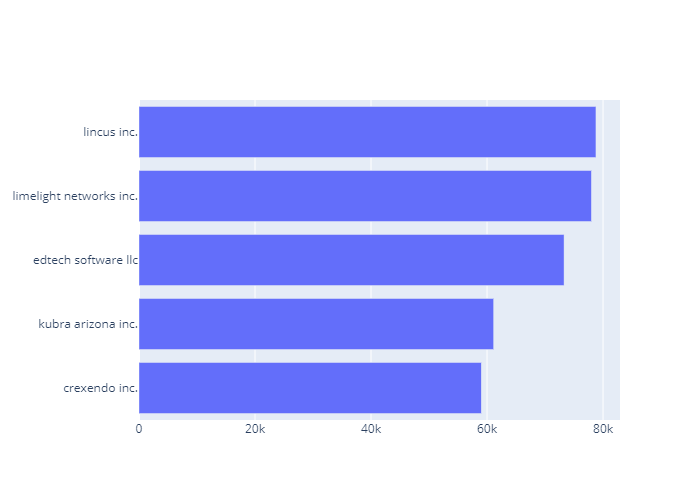 lincus inc.
limelight networks inc.
edtech software llc
kubra arizona inc.
crexendo inc.
0 20k 40k 60k 80k